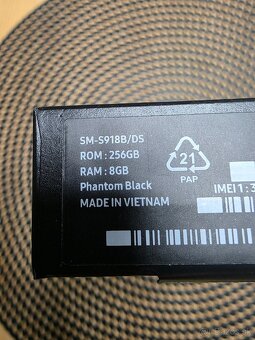 SM-S918B/DS
ROM : 256GB
RAM : 8GB
Phantom Black
MADE IN VIETNAM
21
PAP
IMEI 1 : 3